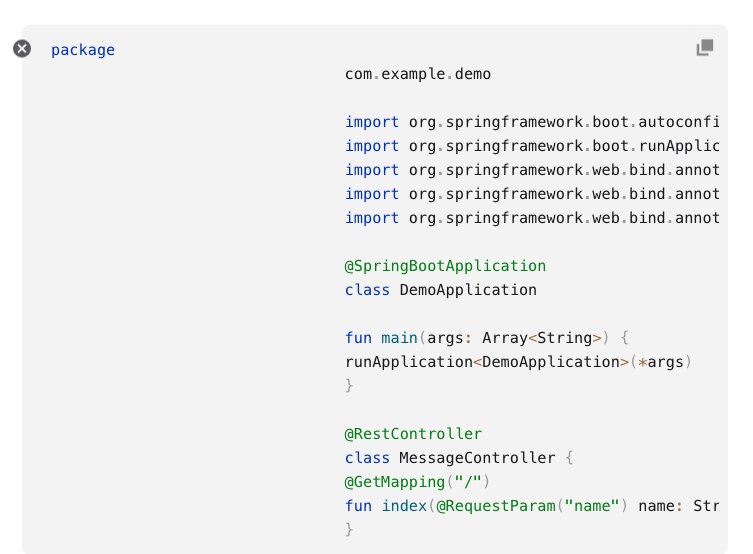 package
com.example.demo
import org.springframework.boot.autoconfi
import org.springframework.boot.runApplic
import org.springframework.web.bind.annot
import org.springframework.web.bind.annot
import org.springframework.web.bind.annot
@SpringBootApplication
class DemoApplication
fun main(args: Array<String>) {
runApplication<DemoApplication>(*args)
}
@RestController
class MessageController {
@GetMapping("/")
fun index(@RequestParam("name") name: Str
}